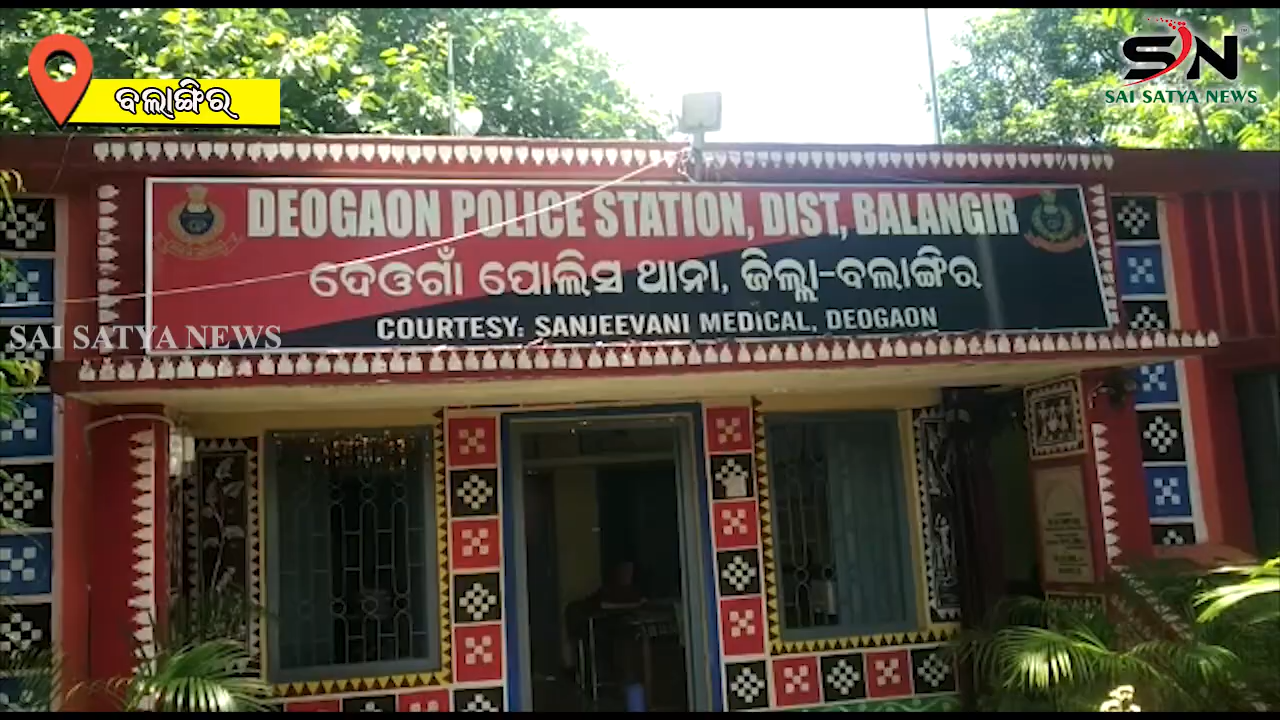 ବଲାଙ୍ଗିର
SN
SAI SATYA NEWS
DEOGAON POLICE STATION, DIST, BALANGIR
ଦେଓଗାଁ ପୋଲିସ ଥାନା, ଜିଲ୍ଲା-ବଲାଙ୍ଗିର
COURTESY: SANJEEVANI MEDICAL, DEOGAON
SAI SATYA NEWS